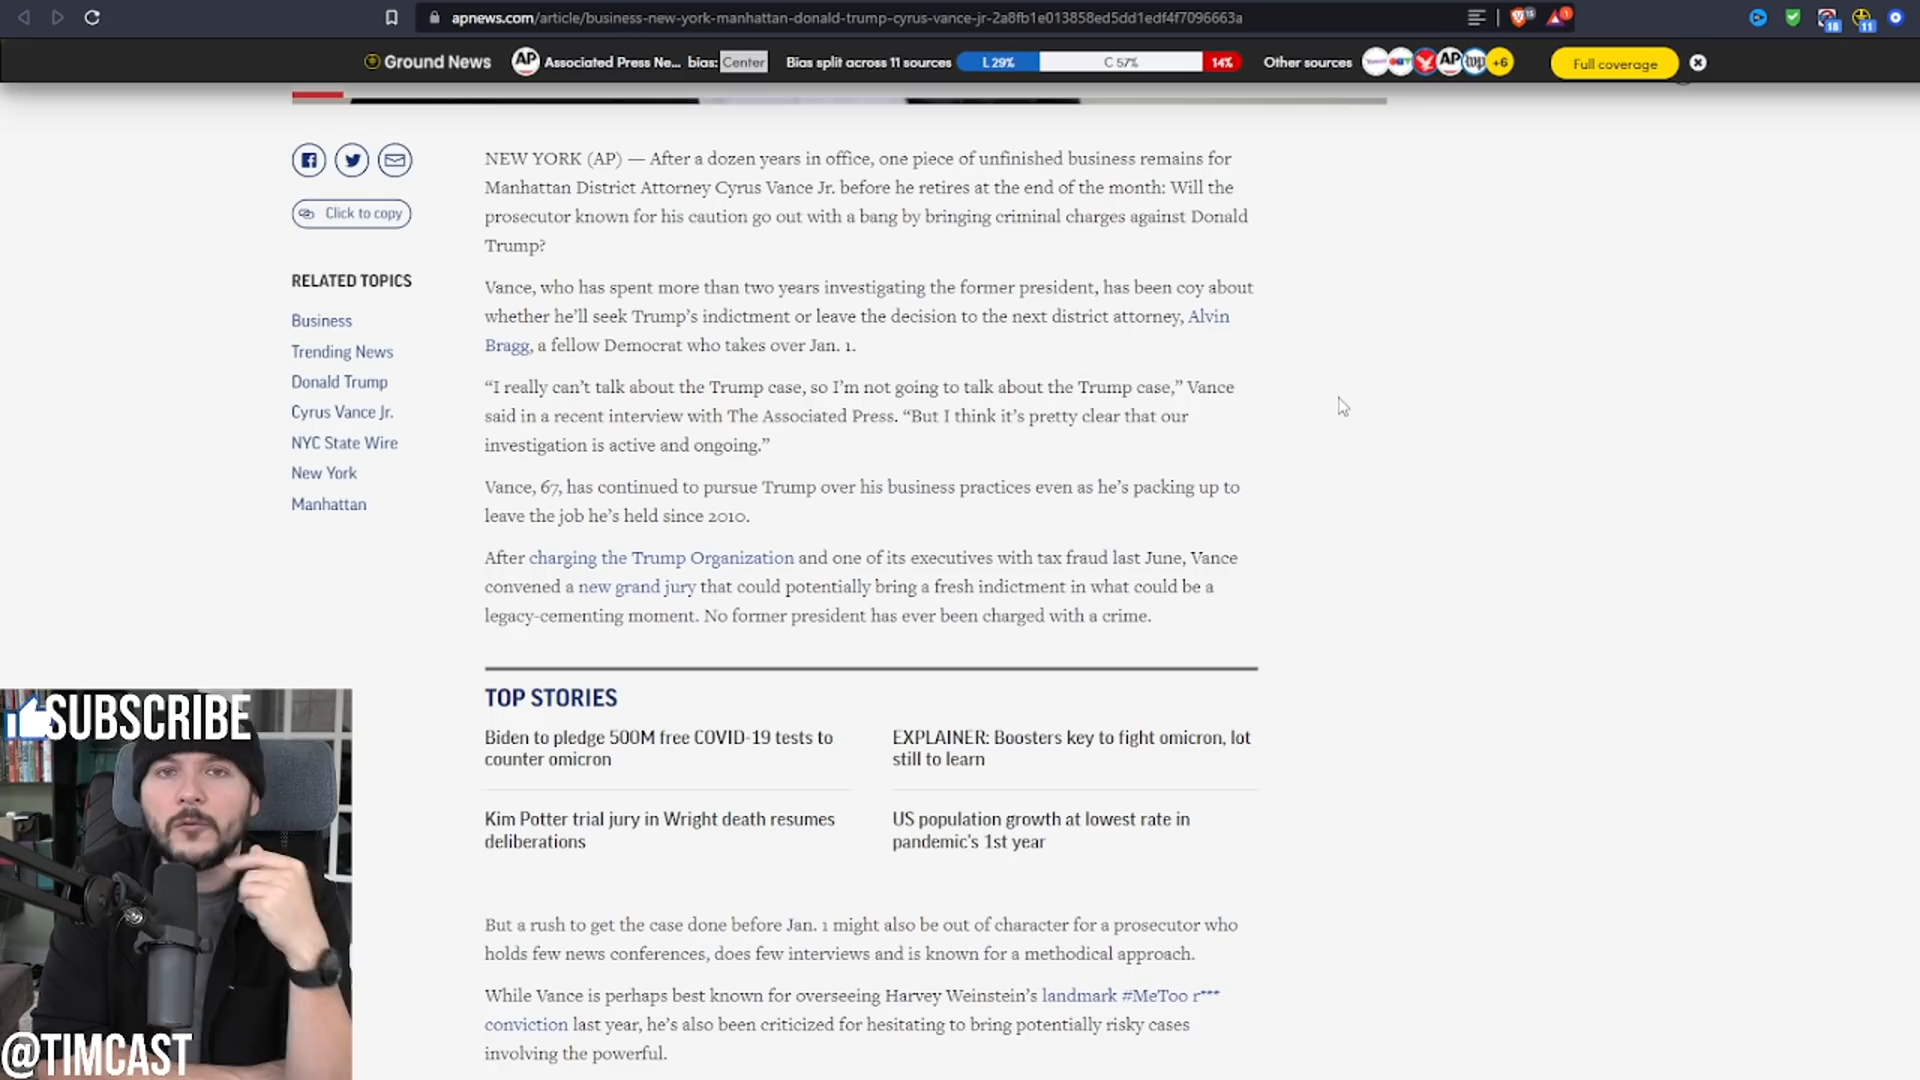 apnews.com/article/business-new-york-manhattan-donald-trump-cyrus-vance-jr-2a8fb1e013858ed5dd1edf4f7096663a
Ground News AP Associated Press Ne... bias: Center Bias split across 11 sources L 29% C 57% 14% Other sources AP wp +6 Full coverage
Click to copy
RELATED TOPICS
Business
Trending News
Donald Trump
Cyrus Vance Jr.
NYC State Wire
New York
Manhattan
NEW YORK (AP) — After a dozen years in office, one piece of unfinished business remains for
Manhattan District Attorney Cyrus Vance Jr. before he retires at the end of the month: Will the
prosecutor known for his caution go out with a bang by bringing criminal charges against Donald
Trump?
Vance, who has spent more than two years investigating the former president, has been coy about
whether he’ll seek Trump’s indictment or leave the decision to the next district attorney, Alvin
Bragg, a fellow Democrat who takes over Jan. 1.
“I really can’t talk about the Trump case, so I’m not going to talk about the Trump case,” Vance
said in a recent interview with The Associated Press. “But I think it’s pretty clear that our
investigation is active and ongoing.”
Vance, 67, has continued to pursue Trump over his business practices even as he’s packing up to
leave the job he’s held since 2010.
After charging the Trump Organization and one of its executives with tax fraud last June, Vance
convened a new grand jury that could potentially bring a fresh indictment in what could be a
legacy-cementing moment. No former president has ever been charged with a crime.
TOP STORIES
Biden to pledge 500M free COVID-19 tests to
counter omicron
EXPLAINER: Boosters key to fight omicron, lot
still to learn
Kim Potter trial jury in Wright death resumes
deliberations
US population growth at lowest rate in
pandemic's 1st year
But a rush to get the case done before Jan. 1 might also be out of character for a prosecutor who
holds few news conferences, does few interviews and is known for a methodical approach.
While Vance is perhaps best known for overseeing Harvey Weinstein’s landmark #MeToo r***
conviction last year, he’s also been criticized for hesitating to bring potentially risky cases
involving the powerful.
SUBSCRIBE
@TIMCAST